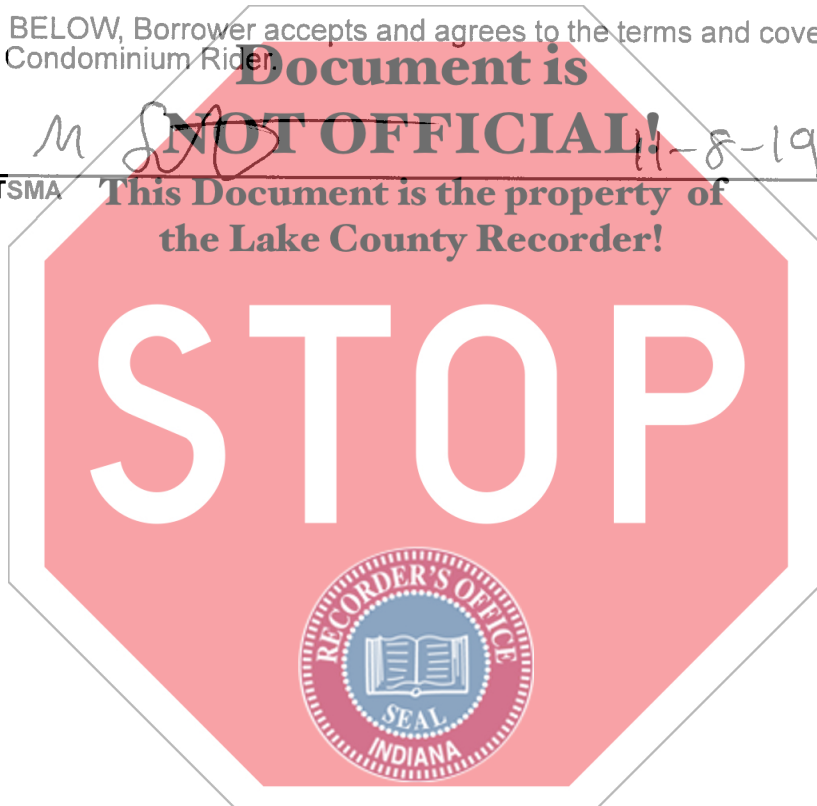 BELOW, Borrower accepts and agrees to the terms and cove
Condominium Rider.
Document is
NOT OFFICIAL!
M
11-8-19
TSMA
This Document is the property of
the Lake County Recorder!
STOP
RECORDER'S OFFICE
SEAL
INDIANA